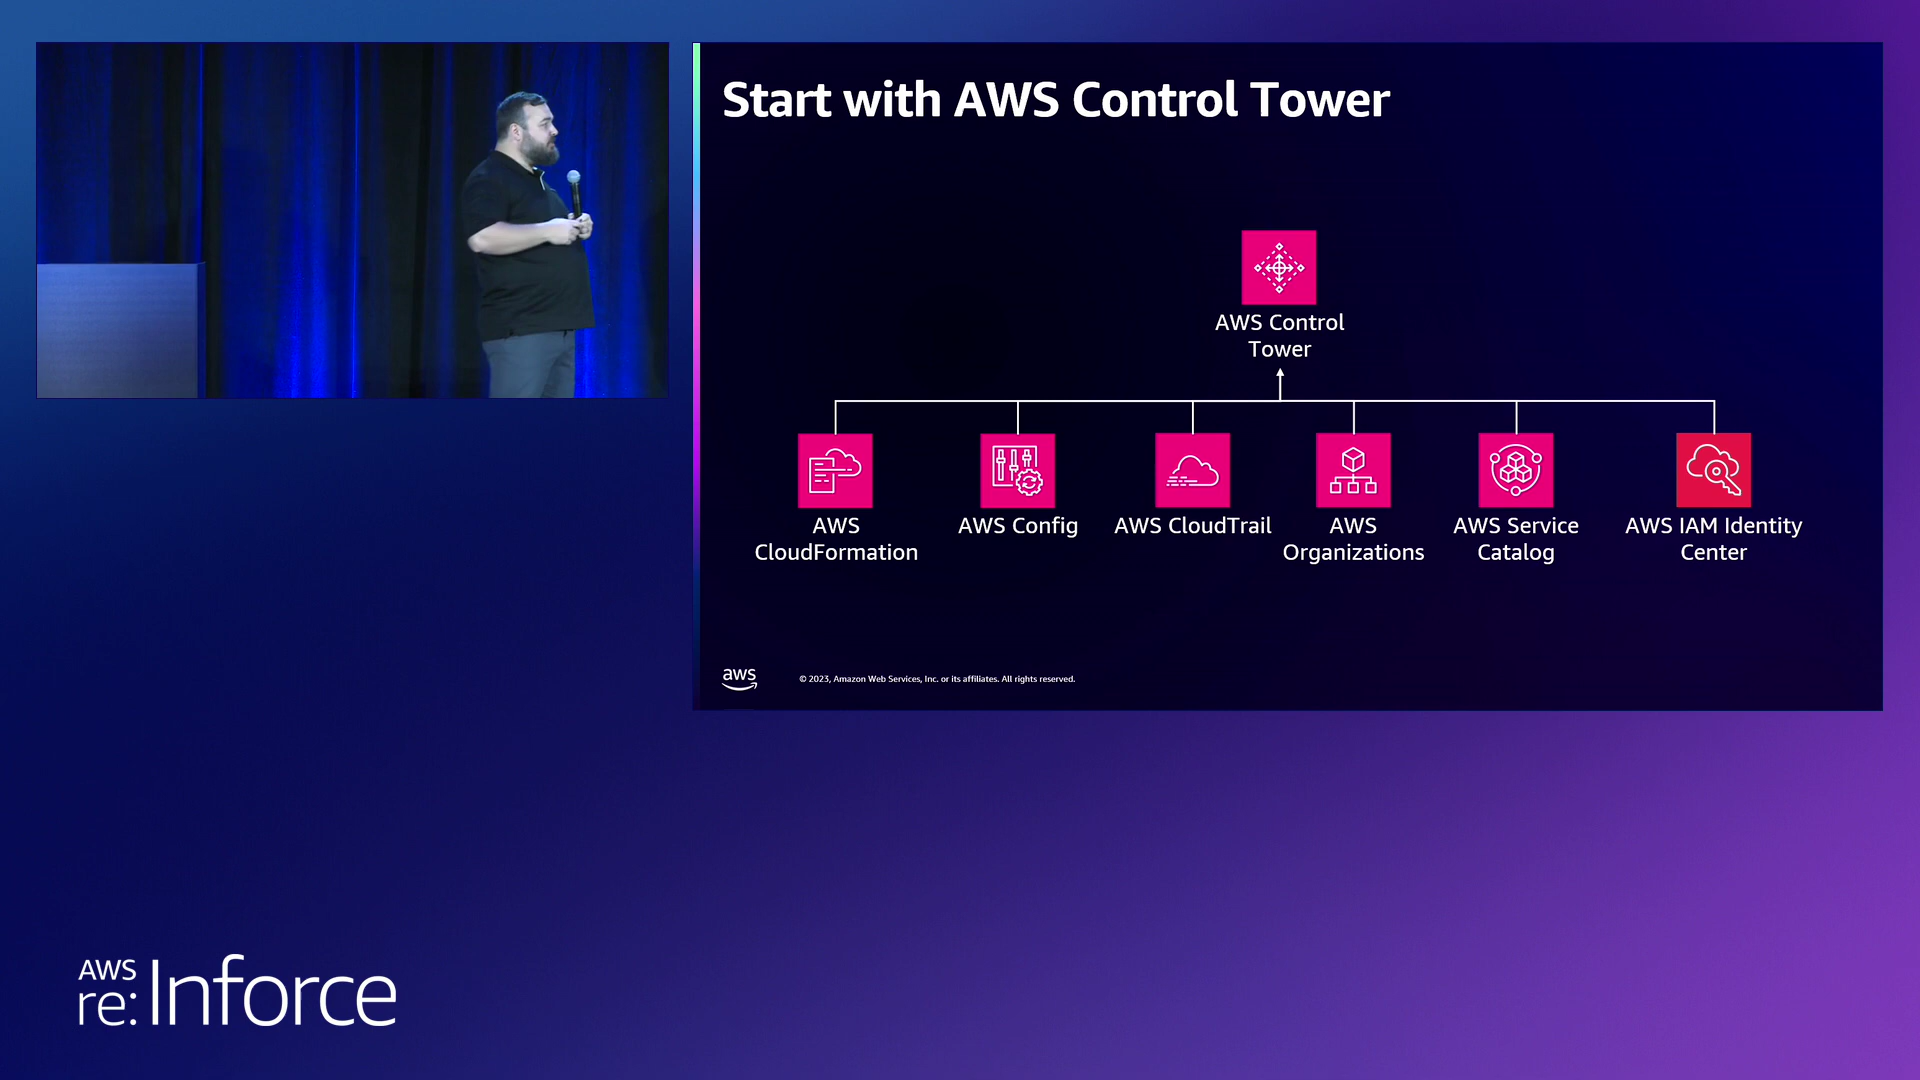 Start with AWS Control Tower
AWS Control
Tower
AWS
CloudFormation
AWS Config
AWS CloudTrail
AWS
Organizations
AWS Service
Catalog
AWS IAM Identity
Center
aws
© 2023, Amazon Web Services, Inc. or its affiliates. All rights reserved.
AWS
re:Inforce